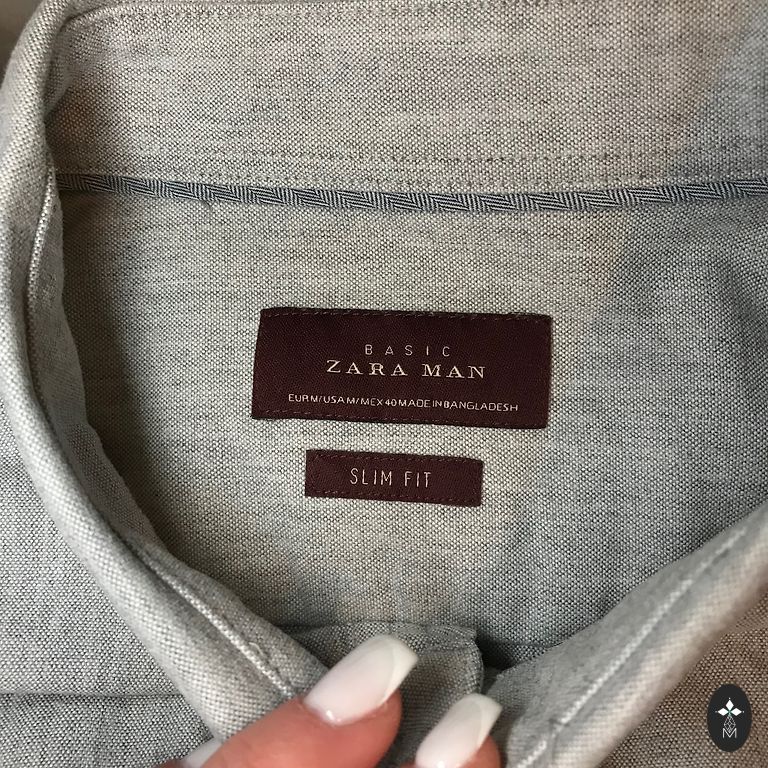 BASIC
ZARA MAN
EUR M/USA M/MEX 40 MADE IN BANGLADESH
SLIM FIT